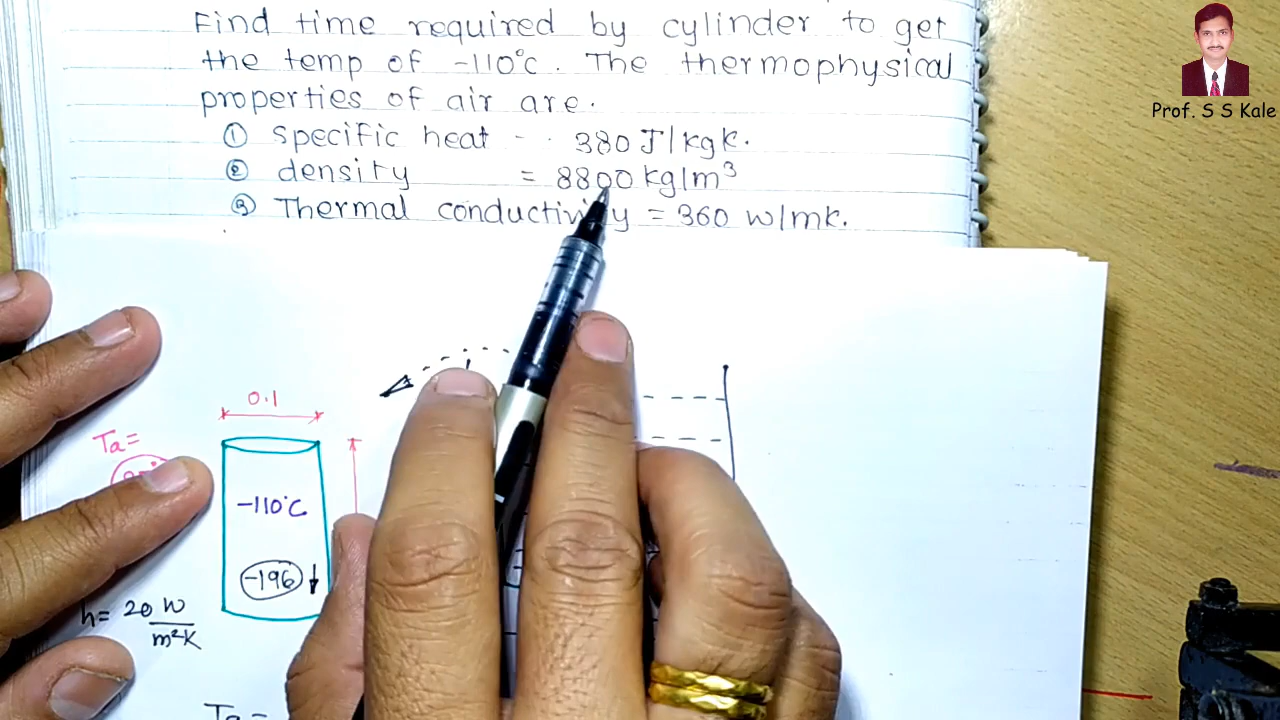 Find time required by cylinder to get
the temp of -110°c. The thermophysical
properties of air are.
① specific heat - . 380 J/kgk.
② density = 8800 kg/m³
③ Thermal conductivity = 360 w/mk.
Prof. S S Kale
0.1
Ta=
-110°C
-196
h= 20 W/m²K
Ta=